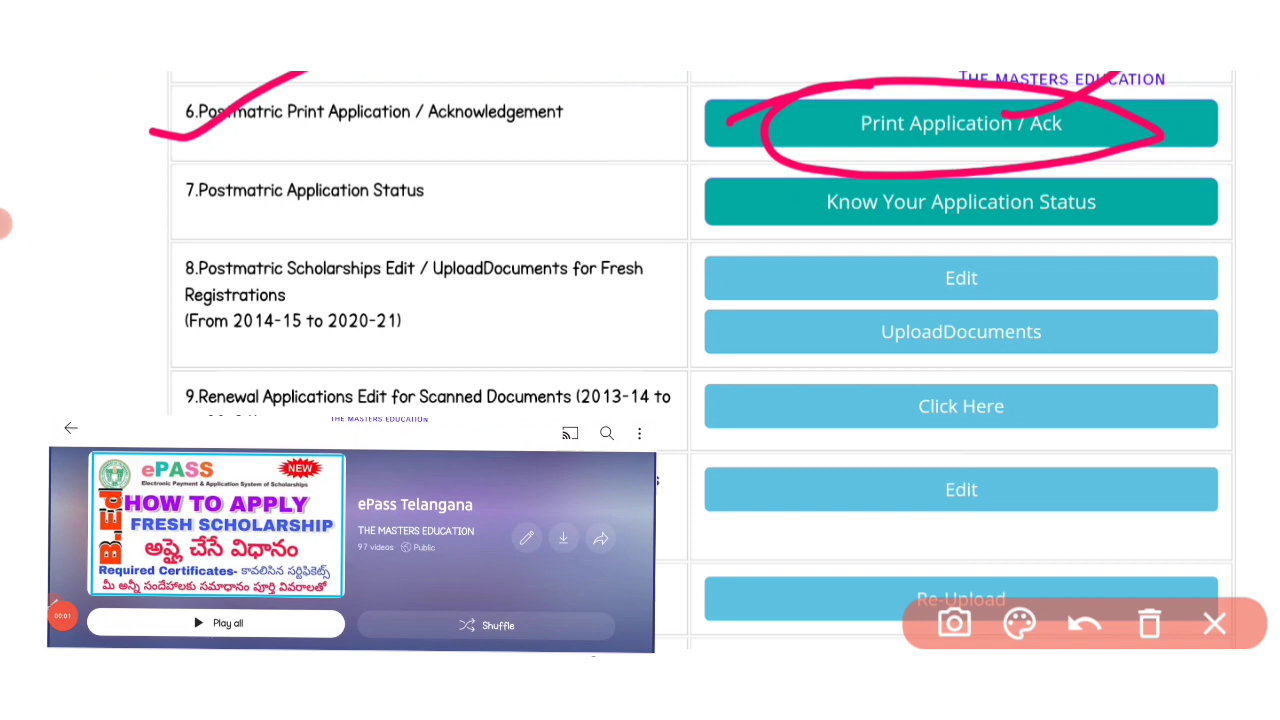 THE MASTERS EDUCATION
6.Postmatric Print Application / Acknowledgement
Print Application / Ack
7.Postmatric Application Status
Know Your Application Status
8.Postmatric Scholarships Edit / UploadDocuments for Fresh
Registrations
(From 2014-15 to 2020-21)
Edit
UploadDocuments
9.Renewal Applications Edit for Scanned Documents (2013-14 to
Click Here
Edit
Re-Upload
THE MASTERS EDUCATION
ePASS
NEW
Electronic Payment & Application System of Scholarships
B.Ed
HOW TO APPLY
FRESH SCHOLARSHIP
అప్లై చేసే విధానం
Required Certificates- కావలిసిన సర్టిఫికెట్స్
మీ అన్నీ సందేహాలకు సమాధానం పూర్తి వివరాలతో
ePass Telangana
THE MASTERS EDUCATION
97 videos Public
00:01
Play all
Shuffle